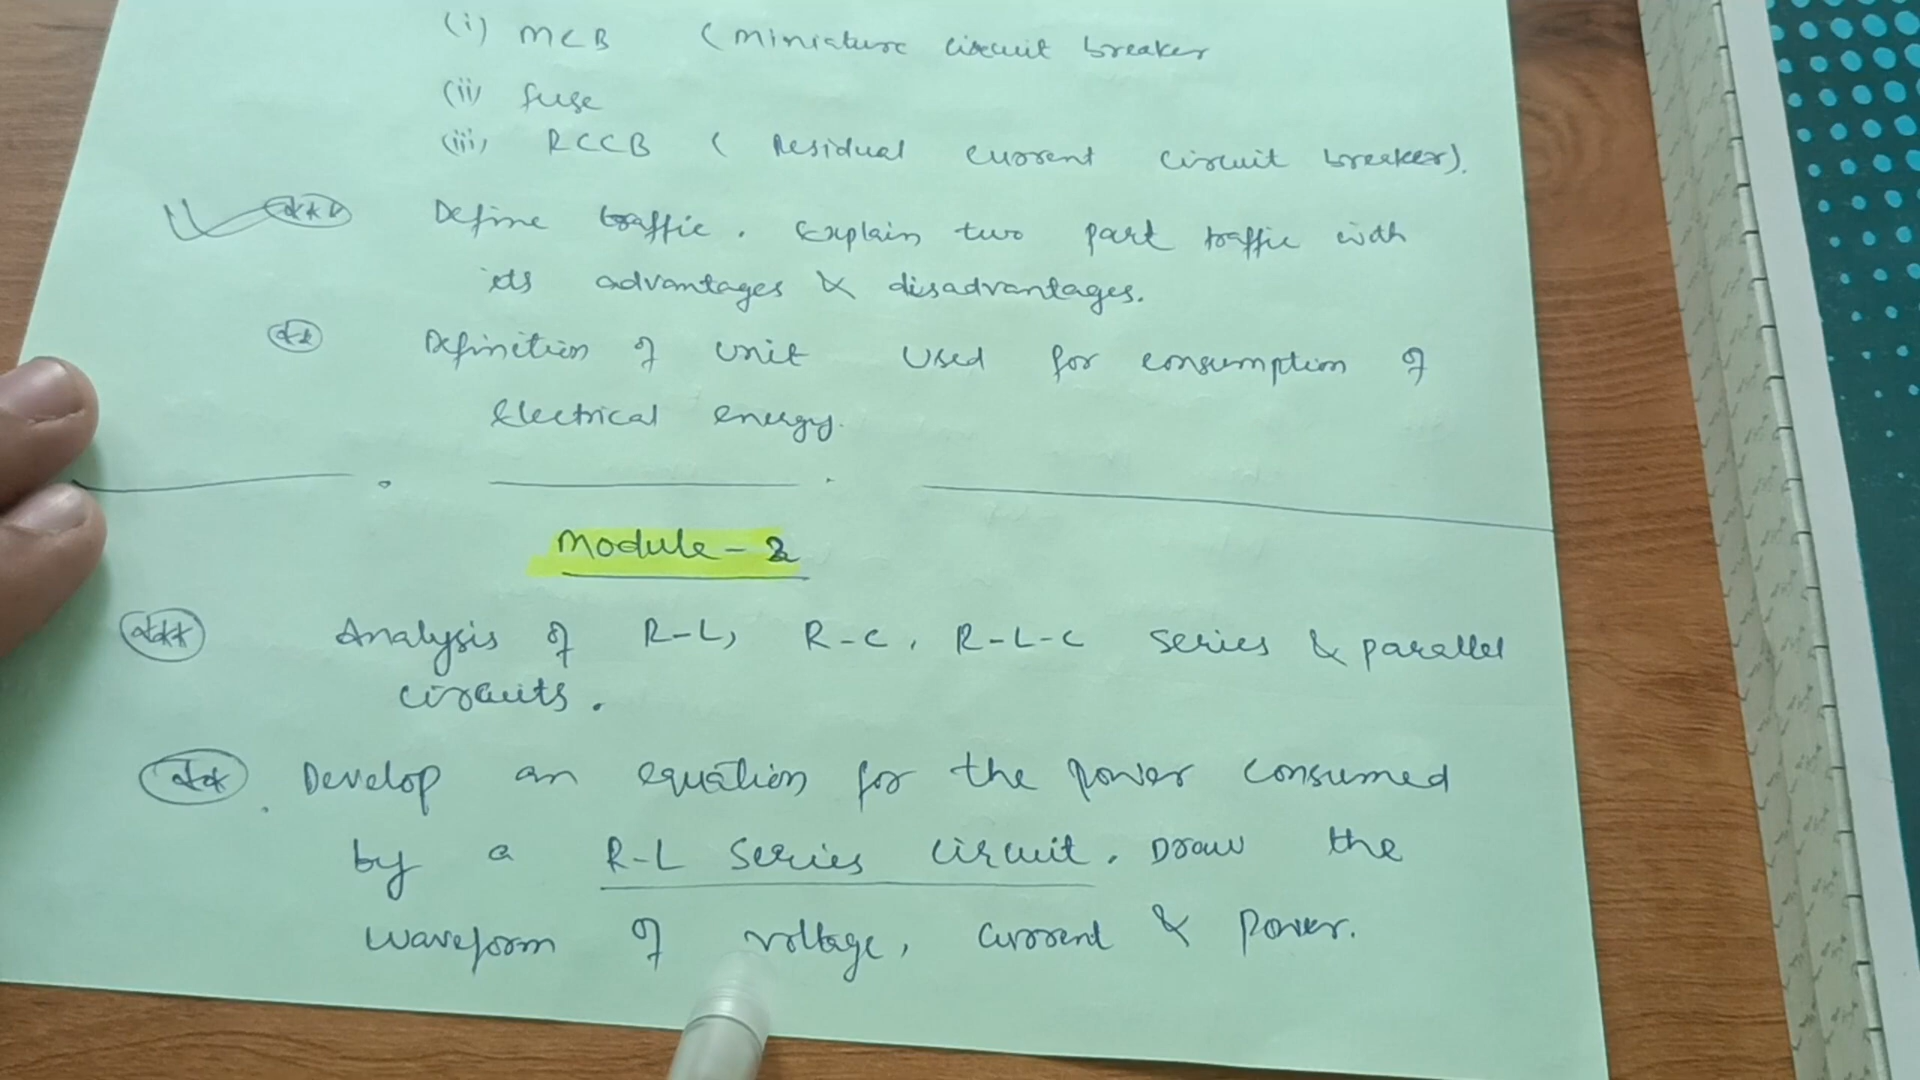 (i) MCB (miniature circuit breaker
(ii) fuse
(iii) RCCB ( Residual current circuit breaker).
*** Define traffic. Explain two part traffic with
its advantages & disadvantages.
** Definition of unit used for consumption of
Electrical energy.
Module - 2
*** Analysis of R-L, R-C, R-L-C series & parallel
circuits.
*** Develop an equation for the power consumed
by a R-L series circuit. Draw the
waveform of voltage, current & power.